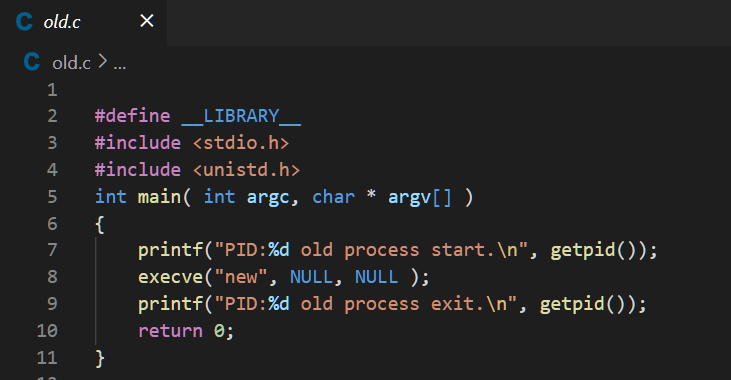 C old.c ×
C old.c > ...
1
2 #define __LIBRARY__
3 #include <stdio.h>
4 #include <unistd.h>
5 int main( int argc, char * argv[] )
6 {
7 printf("PID:%d old process start.\n", getpid());
8 execve("new", NULL, NULL );
9 printf("PID:%d old process exit.\n", getpid());
10 return 0;
11 }